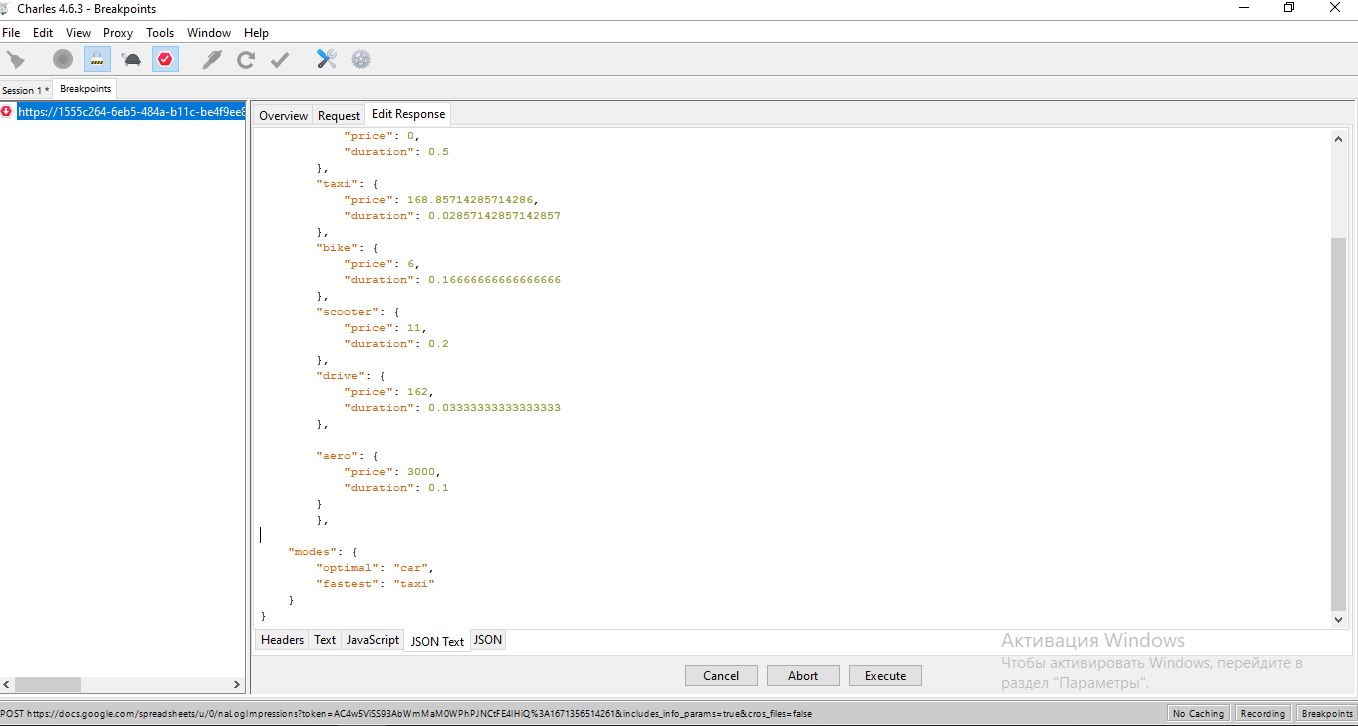 Charles 4.6.3 - Breakpoints
File Edit View Proxy Tools Window Help
Session 1 * Breakpoints
https://1555c264-6eb5-484a-b11c-be4f9ee8
Overview Request Edit Response
"price": 0,
"duration": 0.5
},
"taxi": {
"price": 168.85714285714286,
"duration": 0.02857142857142857
},
"bike": {
"price": 6,
"duration": 0.16666666666666666
},
"scooter": {
"price": 11,
"duration": 0.2
},
"drive": {
"price": 162,
"duration": 0.03333333333333333
},
"aero": {
"price": 3000,
"duration": 0.1
}
},
"modes": {
"optimal": "car",
"fastest": "taxi"
}
}
Headers Text JavaScript JSON Text JSON
Cancel Abort Execute
Активация Windows
Чтобы активировать Windows, перейдите в
раздел "Параметры".
POST https://docs.google.com/spreadsheets/u/0/naLogImpressions?token=AC4w5ViSS93AbWmMaM0WPhPJNCtFE4IHiQ%3A1671356514261&includes_info_params=true&cros_files=false
No Caching Recording Breakpoints